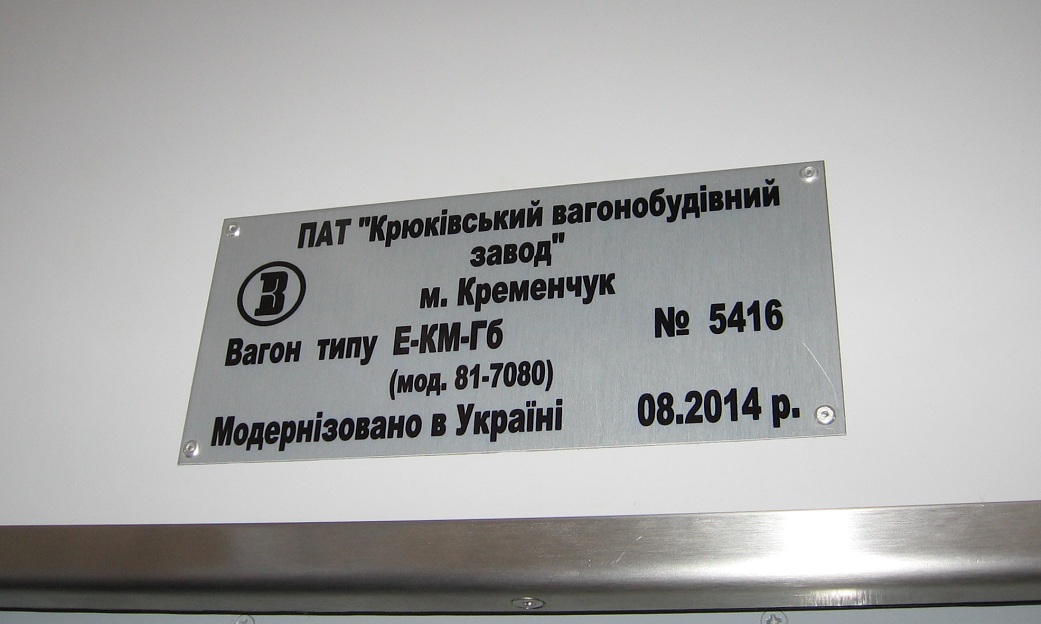 ПАТ "Крюківський вагонобудівний
завод"
В
м. Кременчук
Вагон типу Е-КМ-Гб № 5416
(мод. 81-7080)
Модернізовано в Україні 08.2014 р.